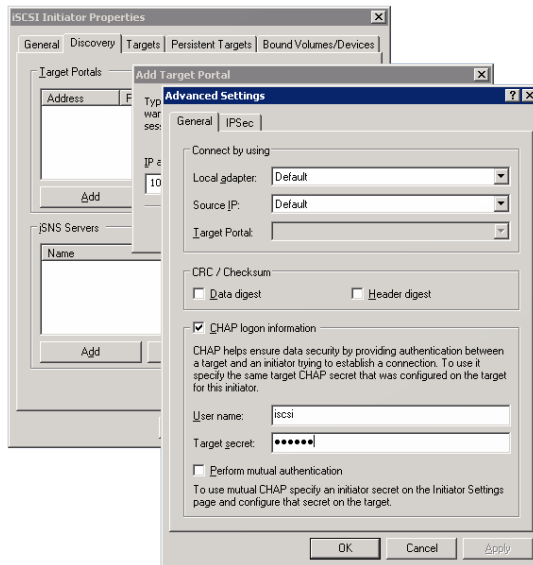 iSCSI Initiator Properties
General Discovery Targets Persistent Targets Bound Volumes/Devices
Target Portals
Address
Add
iSNS Servers
Name
Add
Add Target Portal
IP a
10
Advanced Settings
General IPSec
Connect by using
Local adapter: Default
Source IP: Default
Target Portal:
CRC / Checksum
Data digest Header digest
CHAP logon information
CHAP helps ensure data security by providing authentication between
a target and an initiator trying to establish a connection. To use it
specify the same target CHAP secret that was configured on the target
for this initiator.
User name: iscsi
Target secret: ••••••
Perform mutual authentication
To use mutual CHAP specify an initiator secret on the Initiator Settings
page and configure that secret on the target.
OK Cancel Apply